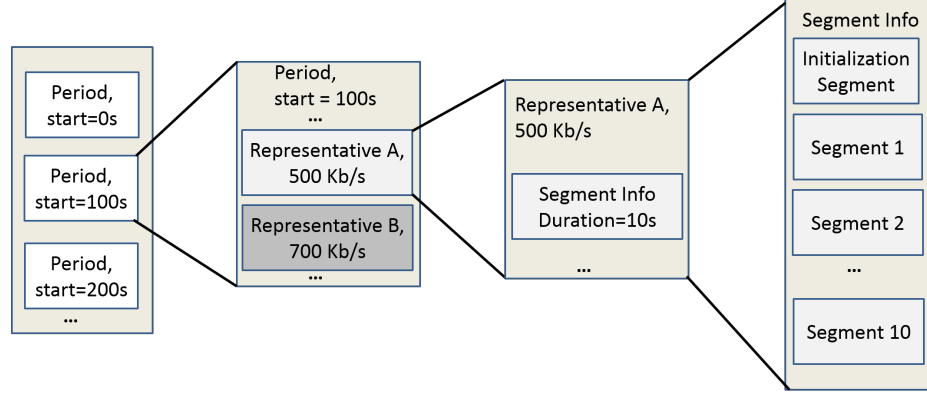 Period,
start=0s
Period,
start=100s
Period,
start=200s
...
Period,
start = 100s
...
Representative A,
500 Kb/s
Representative B,
700 Kb/s
...
Representative A,
500 Kb/s
Segment Info
Duration=10s
...
Segment Info
Initialization
Segment
Segment 1
Segment 2
...
Segment 10